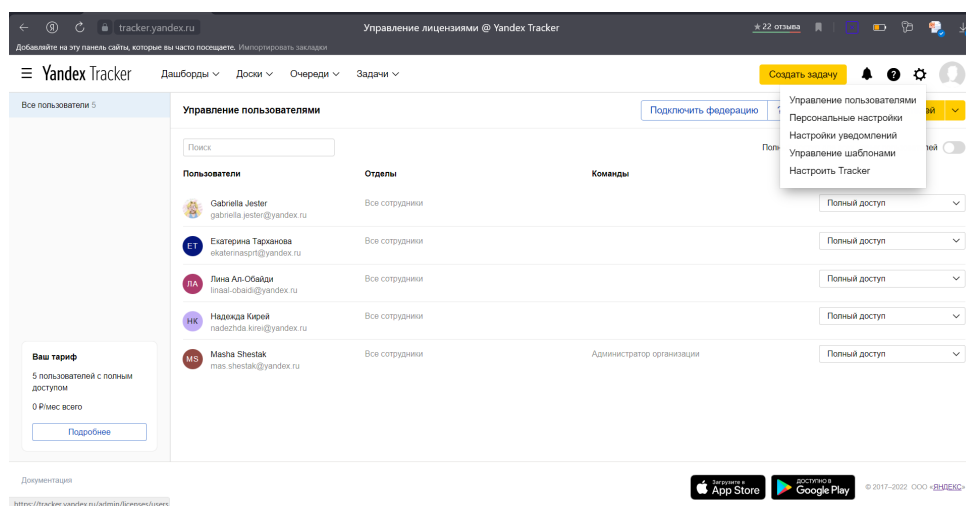 tracker.yandex.ru Управление лицензиями @ Yandex Tracker ★22 отзыва
Добавляйте на эту панель сайты, которые вы часто посещаете. Импортировать закладки
Yandex Tracker Дашборды Доски Очереди Задачи Создать задачу
Все пользователи 5
Управление пользователями Подключить федерацию
Управление пользователями
Персональные настройки
Настройки уведомлений
Управление шаблонами
Настроить Tracker
Поиск
Пользователи Отделы Команды
Gabriella Jester Все сотрудники Полный доступ
gabriella.jester@yandex.ru
ET Екатерина Тарханова Все сотрудники Полный доступ
ekaterinasprt@yandex.ru
ЛА Лина Ал-Обайди Все сотрудники Полный доступ
linaal-obaidi@yandex.ru
НК Надежда Кирей Все сотрудники Полный доступ
nadezhda.kirei@yandex.ru
MS Masha Shestak Все сотрудники Администратор организации Полный доступ
mas.shestak@yandex.ru
Ваш тариф
5 пользователей с полным
доступом
0 ₽/мес всего
Подробнее
Документация
Загрузите в
App Store
ДОСТУПНО В
Google Play
© 2017–2022 ООО «ЯНДЕКС»
https://tracker.yandex.ru/admin/licenses/users